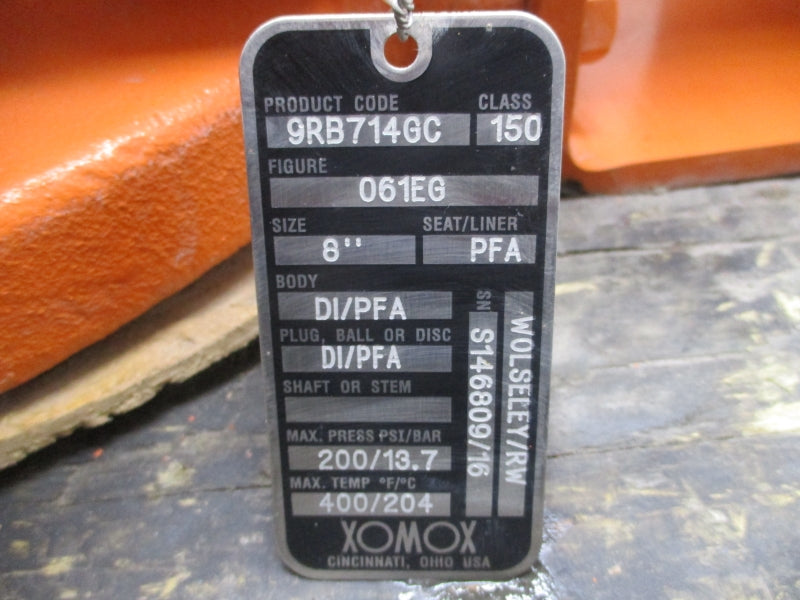 PRODUCT CODE CLASS
9RB714GC 150
FIGURE
061EG
SIZE SEAT/LINER
8'' PFA
BODY
DI/PFA
PLUG, BALL OR DISC
DI/PFA
SHAFT OR STEM
MAX. PRESS PSI/BAR
200/13.7
MAX. TEMP °F/°C
400/204
SN
S146809/16
WOLSELEY/RW
XOMOX
CINCINNATI, OHIO USA